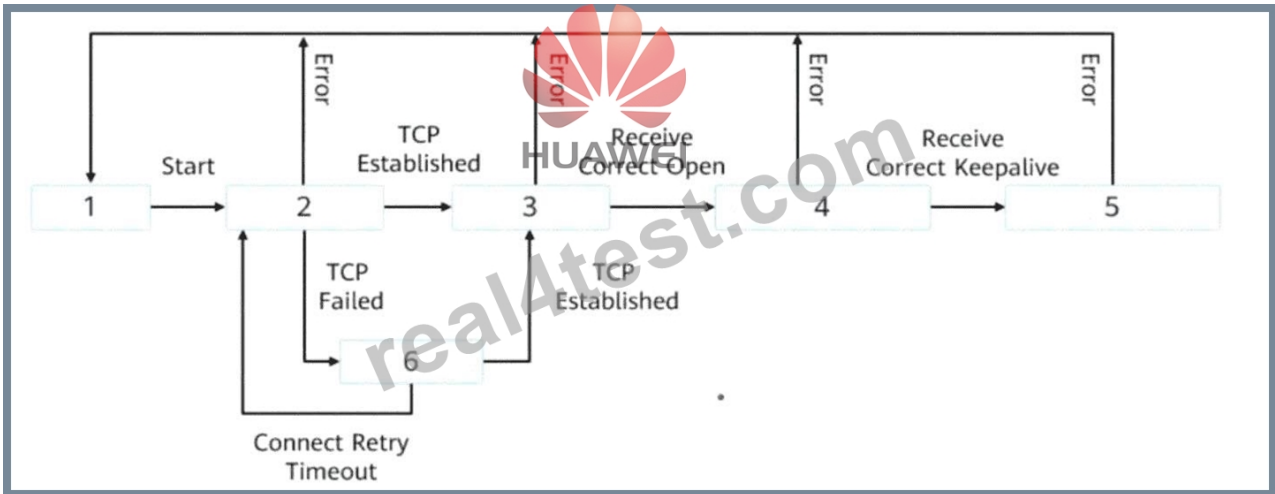 Error
Error
Error
Error
TCP
Established
Receive
Correct Open
Receive
Correct Keepalive
Start
HUAWEI
1
2
3
4
5
TCP
Failed
TCP
Established
6
real4test.com
Connect Retry
Timeout